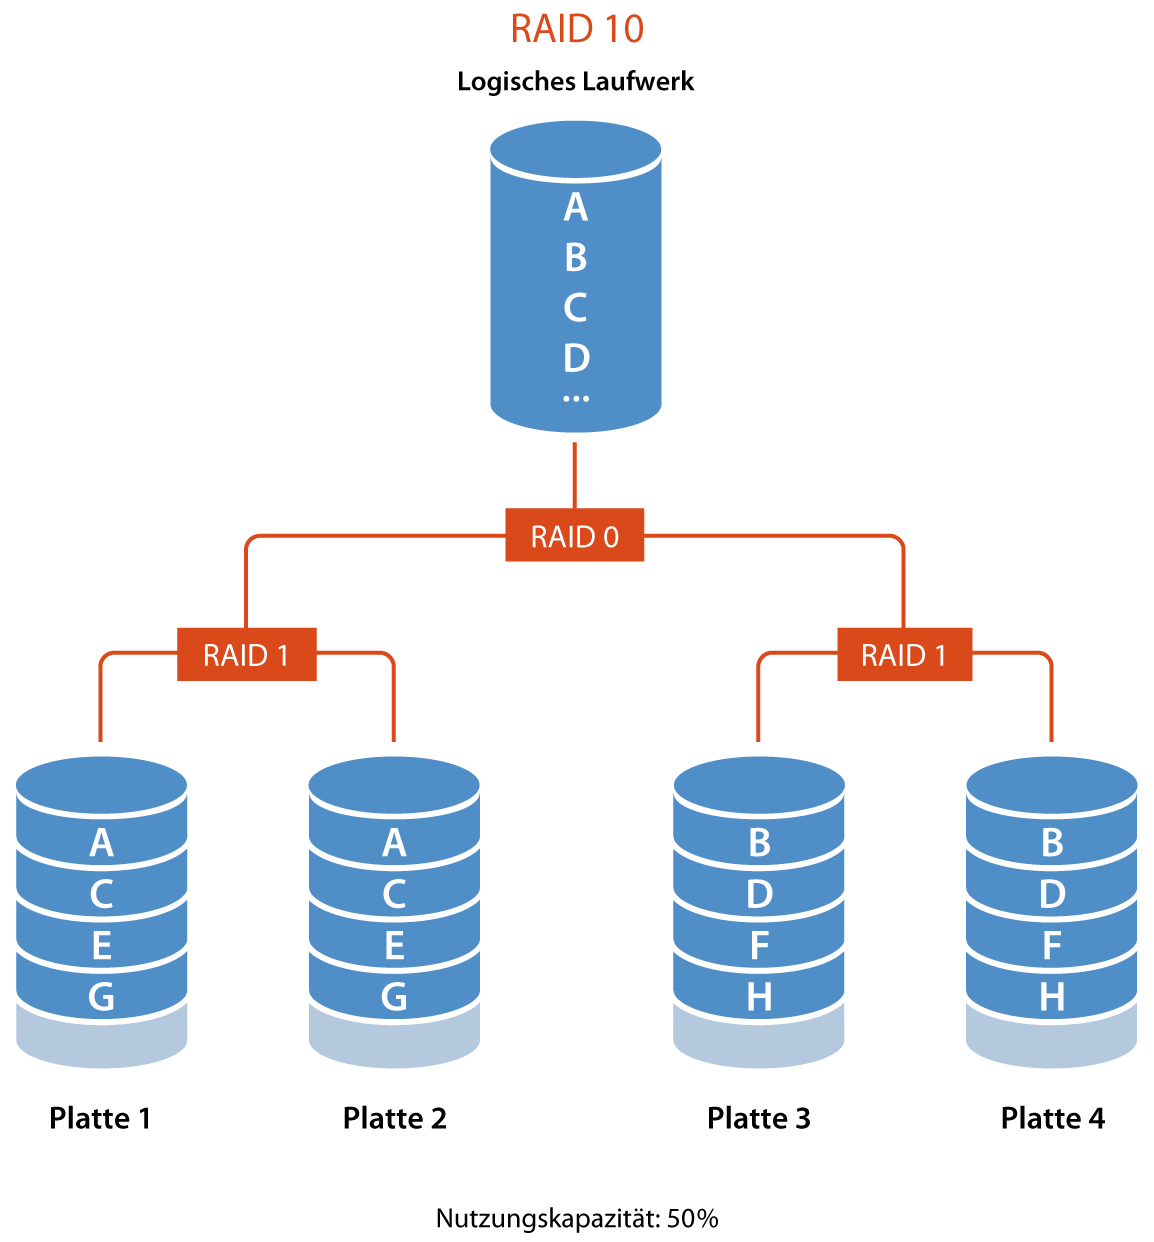 RAID 10
Logisches Laufwerk
A
B
C
D
...
RAID 0
RAID 1 RAID 1
A A B B
C C D D
E E F F
G G H H
Platte 1 Platte 2 Platte 3 Platte 4
Nutzungskapazität: 50%